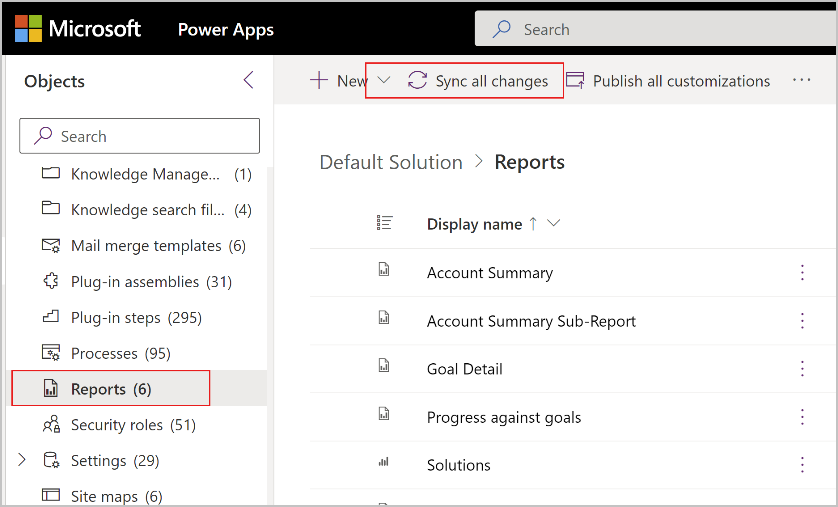 Microsoft Power Apps Search
Objects
New Sync all changes Publish all customizations ...
Search
Default Solution > Reports
Knowledge Manage... (1)
Knowledge search fil... (4)
Mail merge templates (6)
Plug-in assemblies (31)
Plug-in steps (295)
Processes (95)
Reports (6)
Security roles (51)
Settings (29)
Site maps (6)
Display name ↑
Account Summary
Account Summary Sub-Report
Goal Detail
Progress against goals
Solutions